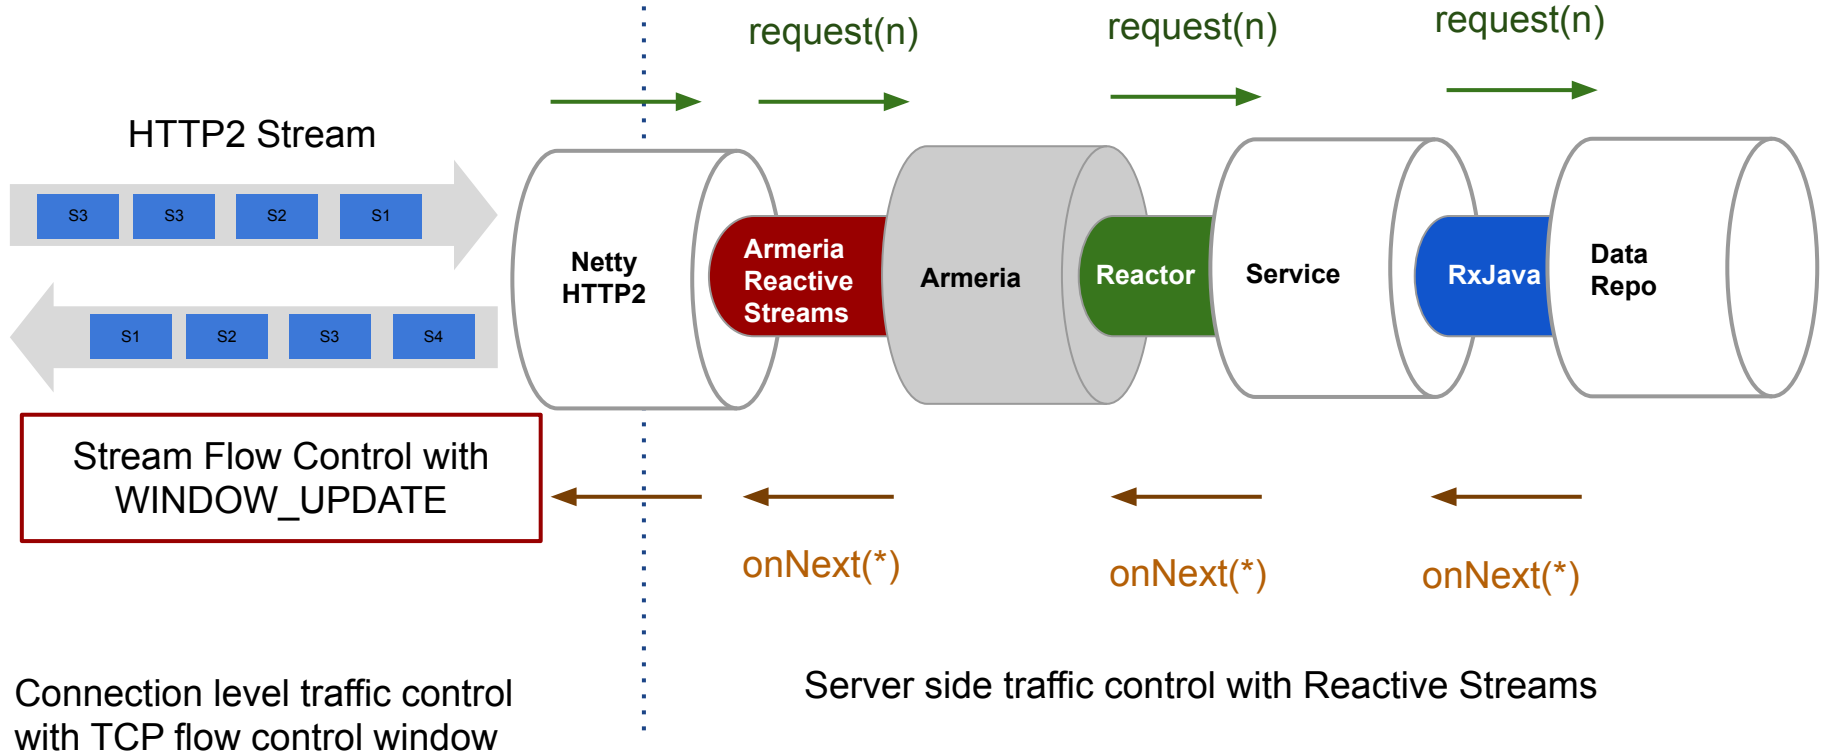 request(n)
request(n)
request(n)
HTTP2 Stream
S3
S3
S2
S1
S1
S2
S3
S4
Netty
HTTP2
Armeria
Reactive
Streams
Armeria
Reactor
Service
RxJava
Data
Repo
Stream Flow Control with
WINDOW_UPDATE
onNext(*)
onNext(*)
onNext(*)
Connection level traffic control
with TCP flow control window
Server side traffic control with Reactive Streams